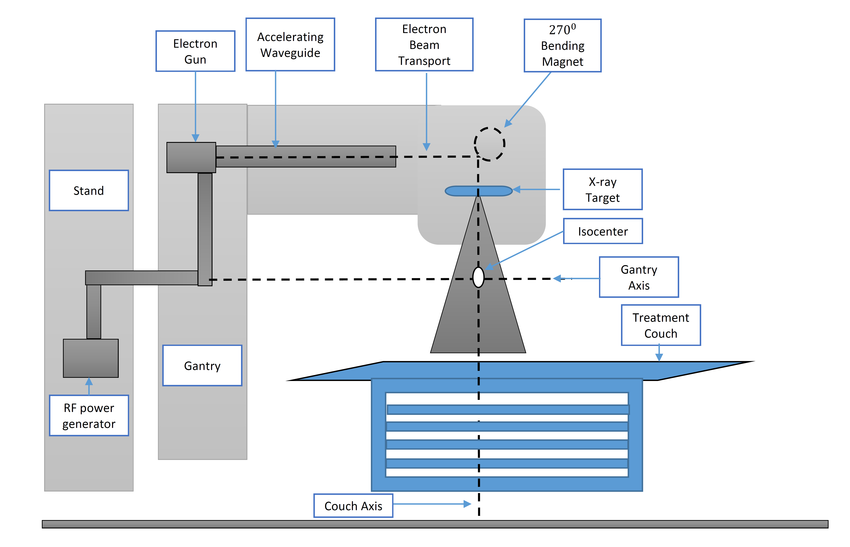 Electron
Gun
Accelerating
Waveguide
Electron
Beam
Transport
270⁰
Bending
Magnet
Stand
X-ray
Target
Isocenter
Gantry
Axis
Treatment
Couch
Gantry
RF power
generator
Couch Axis